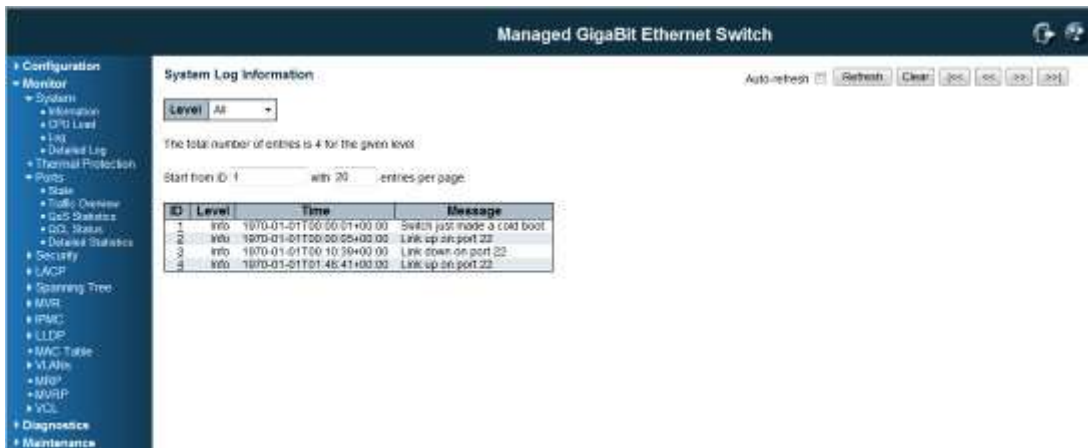 Managed GigaBit Ethernet Switch
Configuration
Monitor
System
Information
CPU Load
Log
Detailed Log
Thermal Protection
Ports
State
Traffic Overview
QoS Statistics
QCL Status
Detailed Statistics
Security
LACP
Spanning Tree
MVR
IPMC
LLDP
MAC Table
VLANs
MRP
MVRP
VCL
Diagnostics
Maintenance
System Log Information
Auto-refresh Refresh Clear |<< << >> >>|
Level All
The total number of entries is 4 for the given level
Start from ID 1 with 20 entries per page.
ID Level Time Message
1 Info 1970-01-01T00:00:01+00:00 Switch just made a cold boot
2 Info 1970-01-01T00:00:05+00:00 Link up on port 22
3 Info 1970-01-01T00:10:39+00:00 Link down on port 22
4 Info 1970-01-01T01:46:41+00:00 Link up on port 22